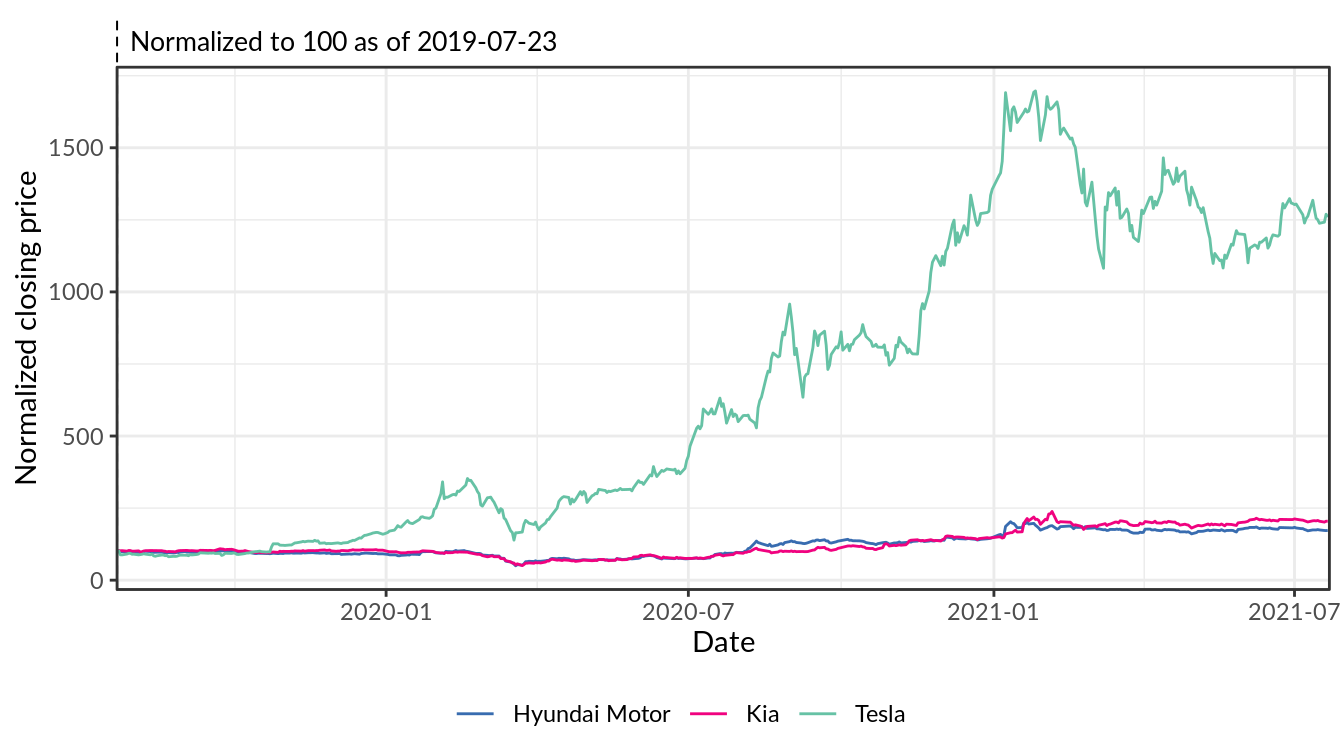 Normalized to 100 as of 2019-07-23
Normalized closing price
1500
1000
500
0
2020-01 2020-07 2021-01 2021-07
Date
Hyundai Motor Kia Tesla